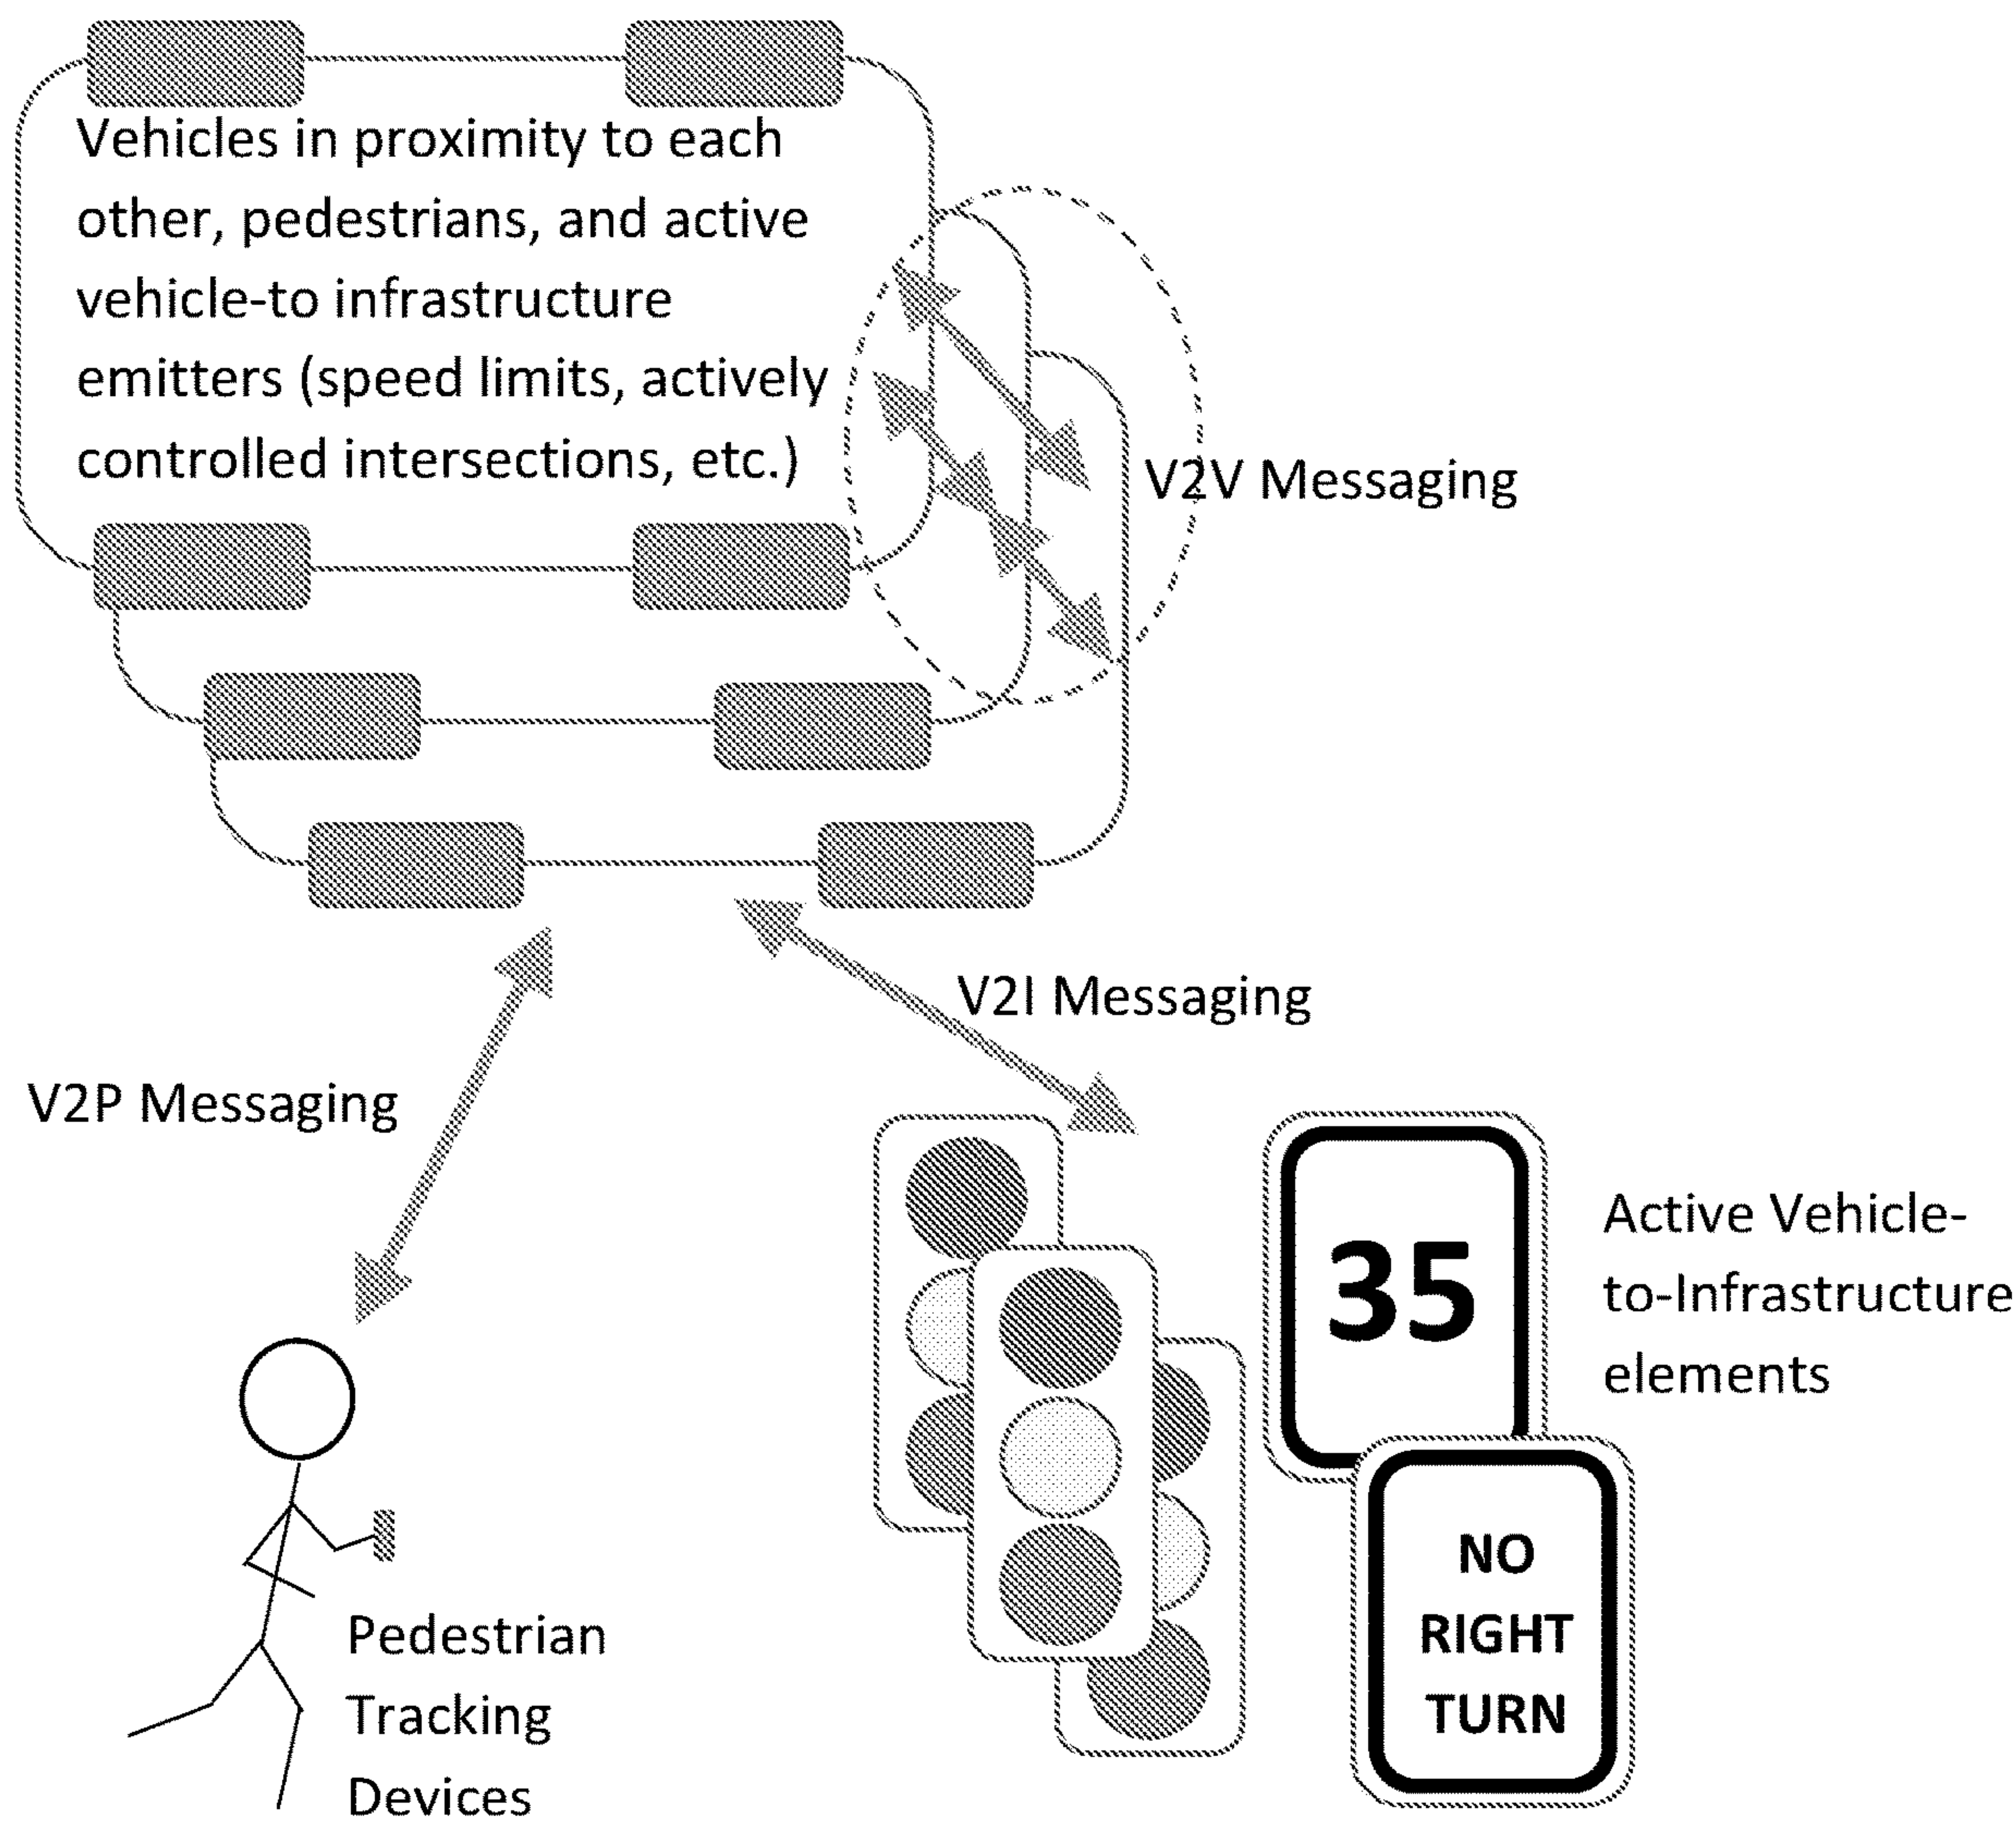 Vehicles in proximity to each
other, pedestrians, and active
vehicle-to infrastructure
emitters (speed limits, actively
controlled intersections, etc.)
V2V Messaging
V2I Messaging
V2P Messaging
35
Active Vehicle-
to-Infrastructure
elements
NO
RIGHT
TURN
Pedestrian
Tracking
Devices